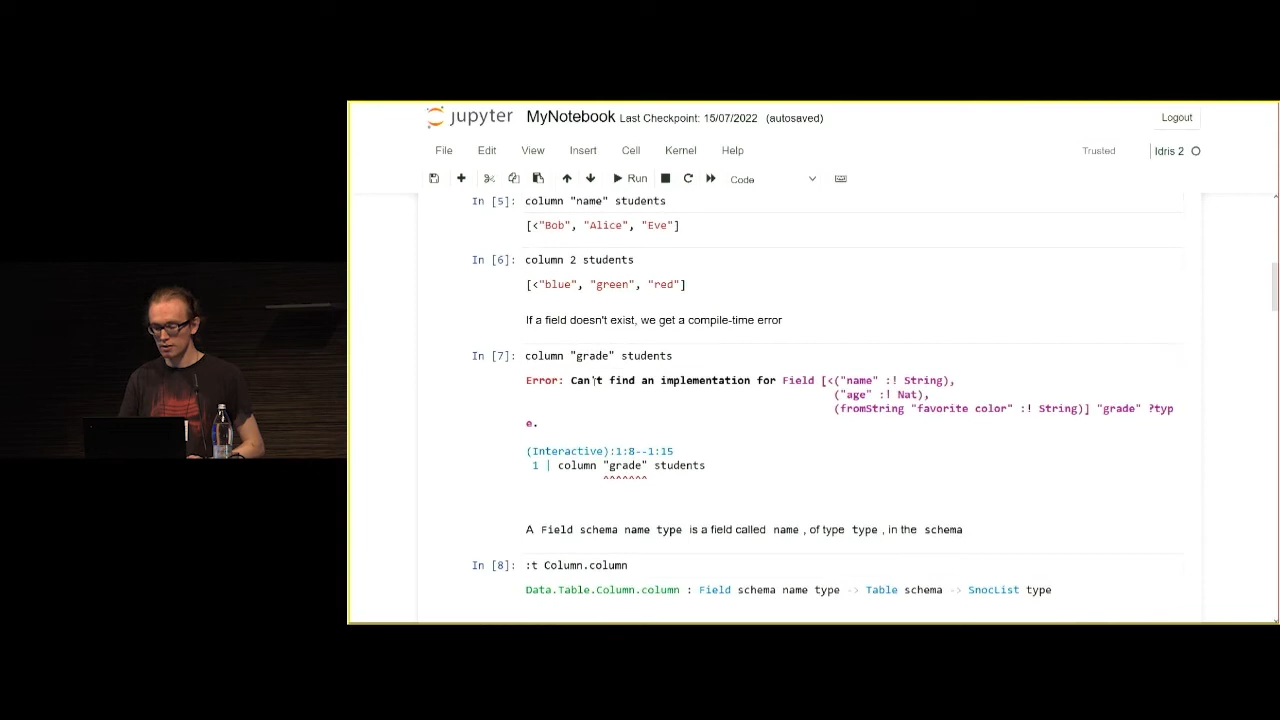 jupyter MyNotebook Last Checkpoint: 15/07/2022 (autosaved) Logout
File Edit View Insert Cell Kernel Help Trusted Idris 2
Run Code
In [5]: column "name" students
[<"Bob", "Alice", "Eve"]
In [6]: column 2 students
[<"blue", "green", "red"]
If a field doesn't exist, we get a compile-time error
In [7]: column "grade" students
Error: Can't find an implementation for Field [<("name" :! String),
("age" :! Nat),
(fromString "favorite color" :! String)] "grade" ?typ
e.
(Interactive):1:8--1:15
1 | column "grade" students
^^^^^^^
A Field schema name type is a field called name , of type type , in the schema
In [8]: :t Column.column
Data.Table.Column.column : Field schema name type -> Table schema -> SnocList type